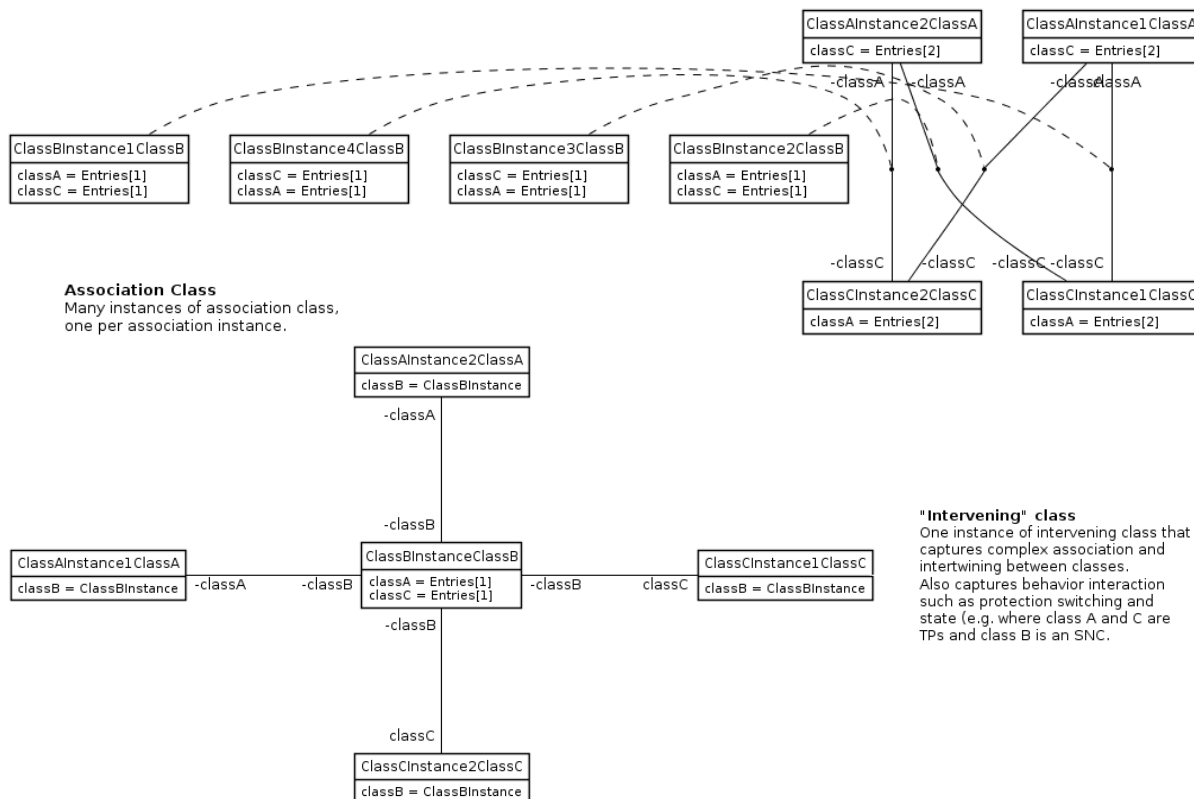 ClassAInstance2ClassA
classC = Entries[2]
ClassAInstance1ClassA
classC = Entries[2]
-classA
-classA
-classA
-classA
ClassBInstance1ClassB
classA = Entries[1]
classC = Entries[1]
ClassBInstance4ClassB
classC = Entries[1]
classA = Entries[1]
ClassBInstance3ClassB
classC = Entries[1]
classA = Entries[1]
ClassBInstance2ClassB
classA = Entries[1]
classC = Entries[1]
-classC
-classC
-classC
-classC
ClassCInstance2ClassC
classA = Entries[2]
ClassCInstance1ClassC
classA = Entries[2]
Association Class
Many instances of association class,
one per association instance.
ClassAInstance2ClassA
classB = ClassBInstance
-classA
-classB
ClassAInstance1ClassA
classB = ClassBInstance
-classA
-classB
ClassBInstanceClassB
classA = Entries[1]
classC = Entries[1]
-classB
classC
ClassCInstance1ClassC
classB = ClassBInstance
-classB
classC
ClassCInstance2ClassC
classB = ClassBInstance
"Intervening" class
One instance of intervening class that
captures complex association and
intertwining between classes.
Also captures behavior interaction
such as protection switching and
state (e.g. where class A and C are
TPs and class B is an SNC.